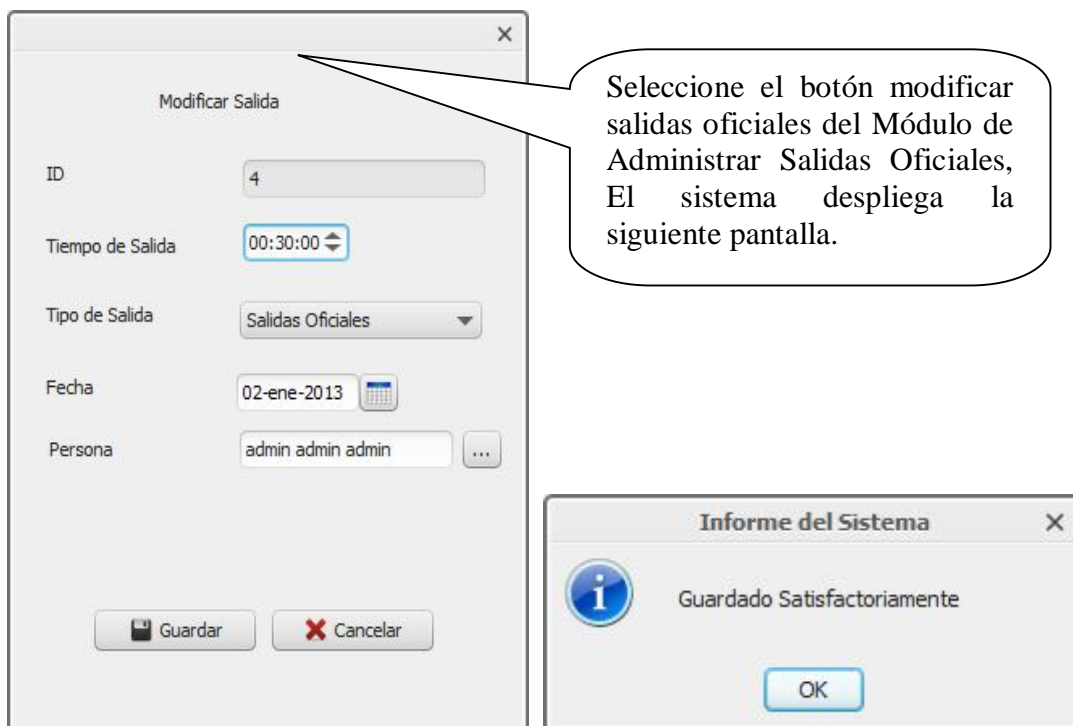 Modificar Salida
ID
4
Tiempo de Salida
00:30:00
Tipo de Salida
Salidas Oficiales
Fecha
02-ene-2013
Persona
admin admin admin
...
Guardar
Cancelar
Seleccione el botón modificar
salidas oficiales del Módulo de
Administrar Salidas Oficiales,
El sistema despliega la
siguiente pantalla.
Informe del Sistema
Guardado Satisfactoriamente
OK